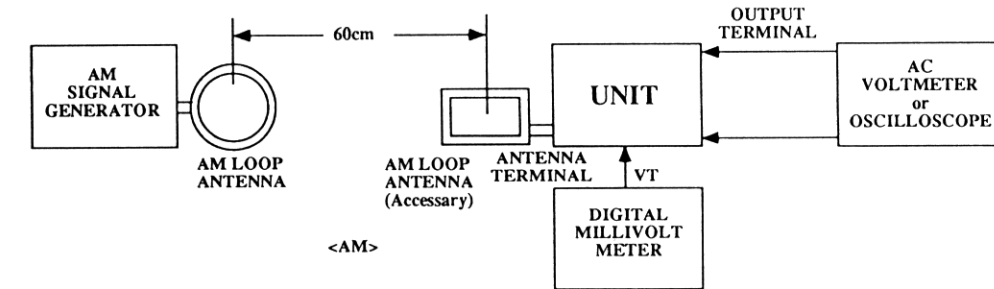 60cm
OUTPUT
TERMINAL
AM
SIGNAL
GENERATOR
UNIT
AC
VOLTMETER
or
OSCILLOSCOPE
AM LOOP
ANTENNA
AM LOOP
ANTENNA
(Accessary)
ANTENNA
TERMINAL
VT
DIGITAL
MILLIVOLT
METER
<AM>